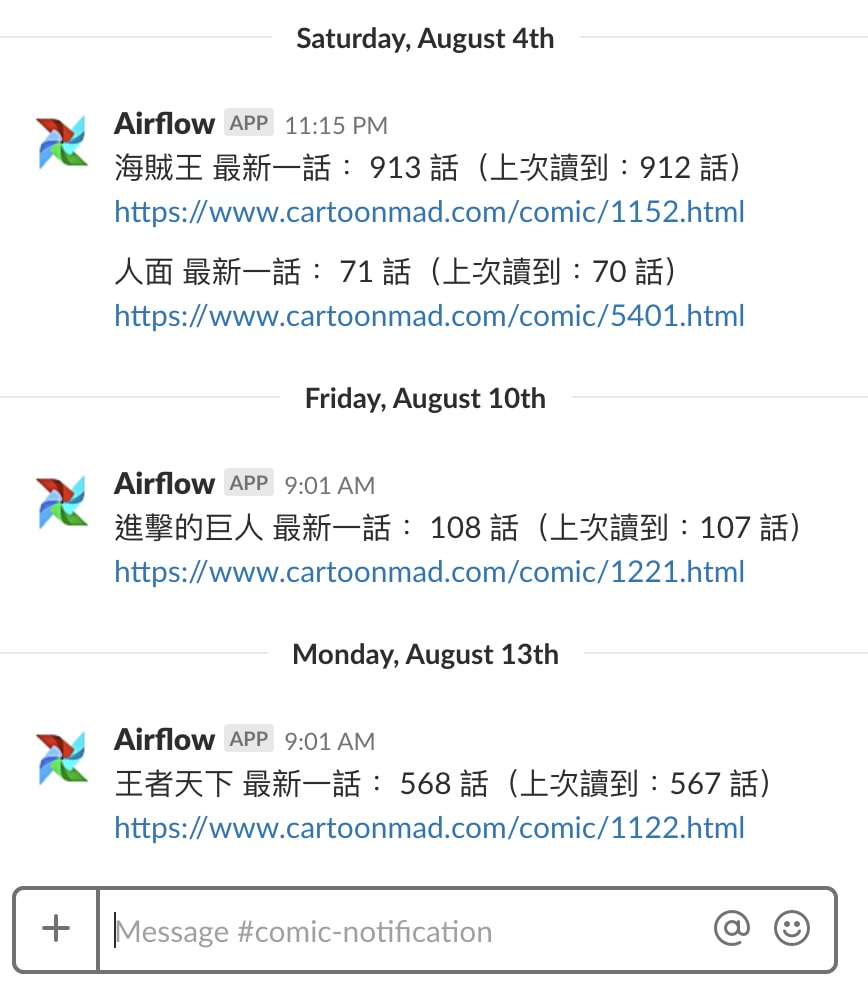 Saturday, August 4th
Airflow APP 11:15 PM
海賊王 最新一話： 913 話（上次讀到：912 話）
https://www.cartoonmad.com/comic/1152.html
人面 最新一話： 71 話（上次讀到：70 話）
https://www.cartoonmad.com/comic/5401.html
Friday, August 10th
Airflow APP 9:01 AM
進擊的巨人 最新一話： 108 話（上次讀到：107 話）
https://www.cartoonmad.com/comic/1221.html
Monday, August 13th
Airflow APP 9:01 AM
王者天下 最新一話： 568 話（上次讀到：567 話）
https://www.cartoonmad.com/comic/1122.html
Message #comic-notification